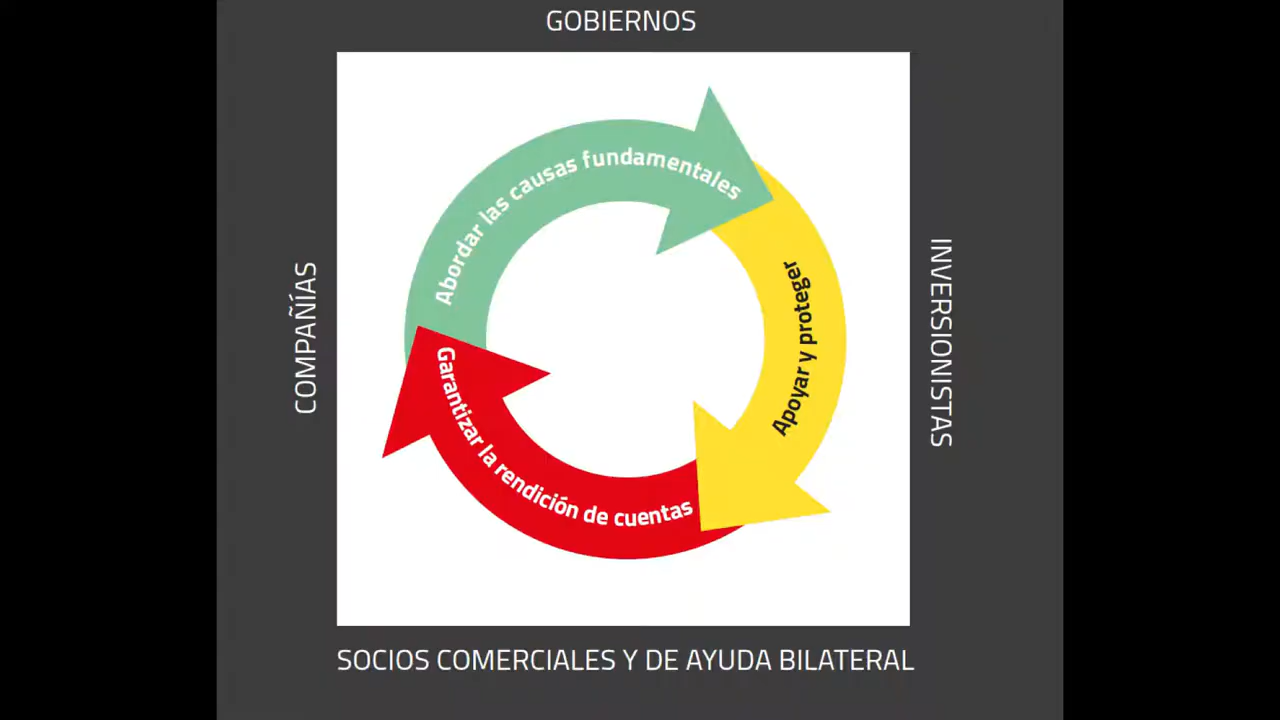 GOBIERNOS
Abordar las causas fundamentales
Apoyar y proteger
Garantizar la rendición de cuentas
COMPAÑÍAS
INVERSIONISTAS
SOCIOS COMERCIALES Y DE AYUDA BILATERAL